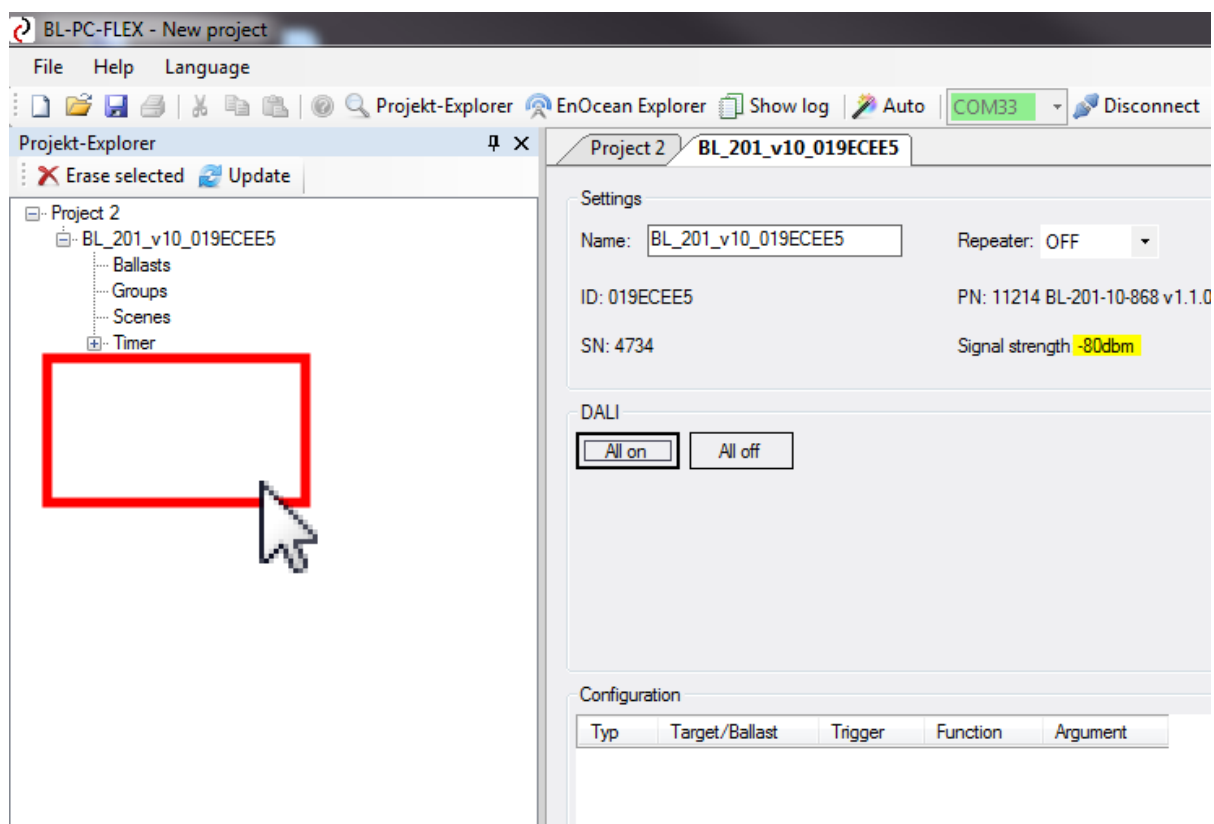 BL-PC-FLEX - New project
File Help Language
Projekt-Explorer EnOcean Explorer Show log Auto COM33 Disconnect
Projekt-Explorer
Erase selected Update
Project 2
BL_201_v10_019ECEE5
Ballasts
Groups
Scenes
Timer
Project 2 BL_201_v10_019ECEE5
Settings
Name: BL_201_v10_019ECEE5 Repeater: OFF
ID: 019ECEE5 PN: 11214 BL-201-10-868 v1.1.0
SN: 4734 Signal strength -80dbm
DALI
All on All off
Configuration
Typ Target/Ballast Trigger Function Argument